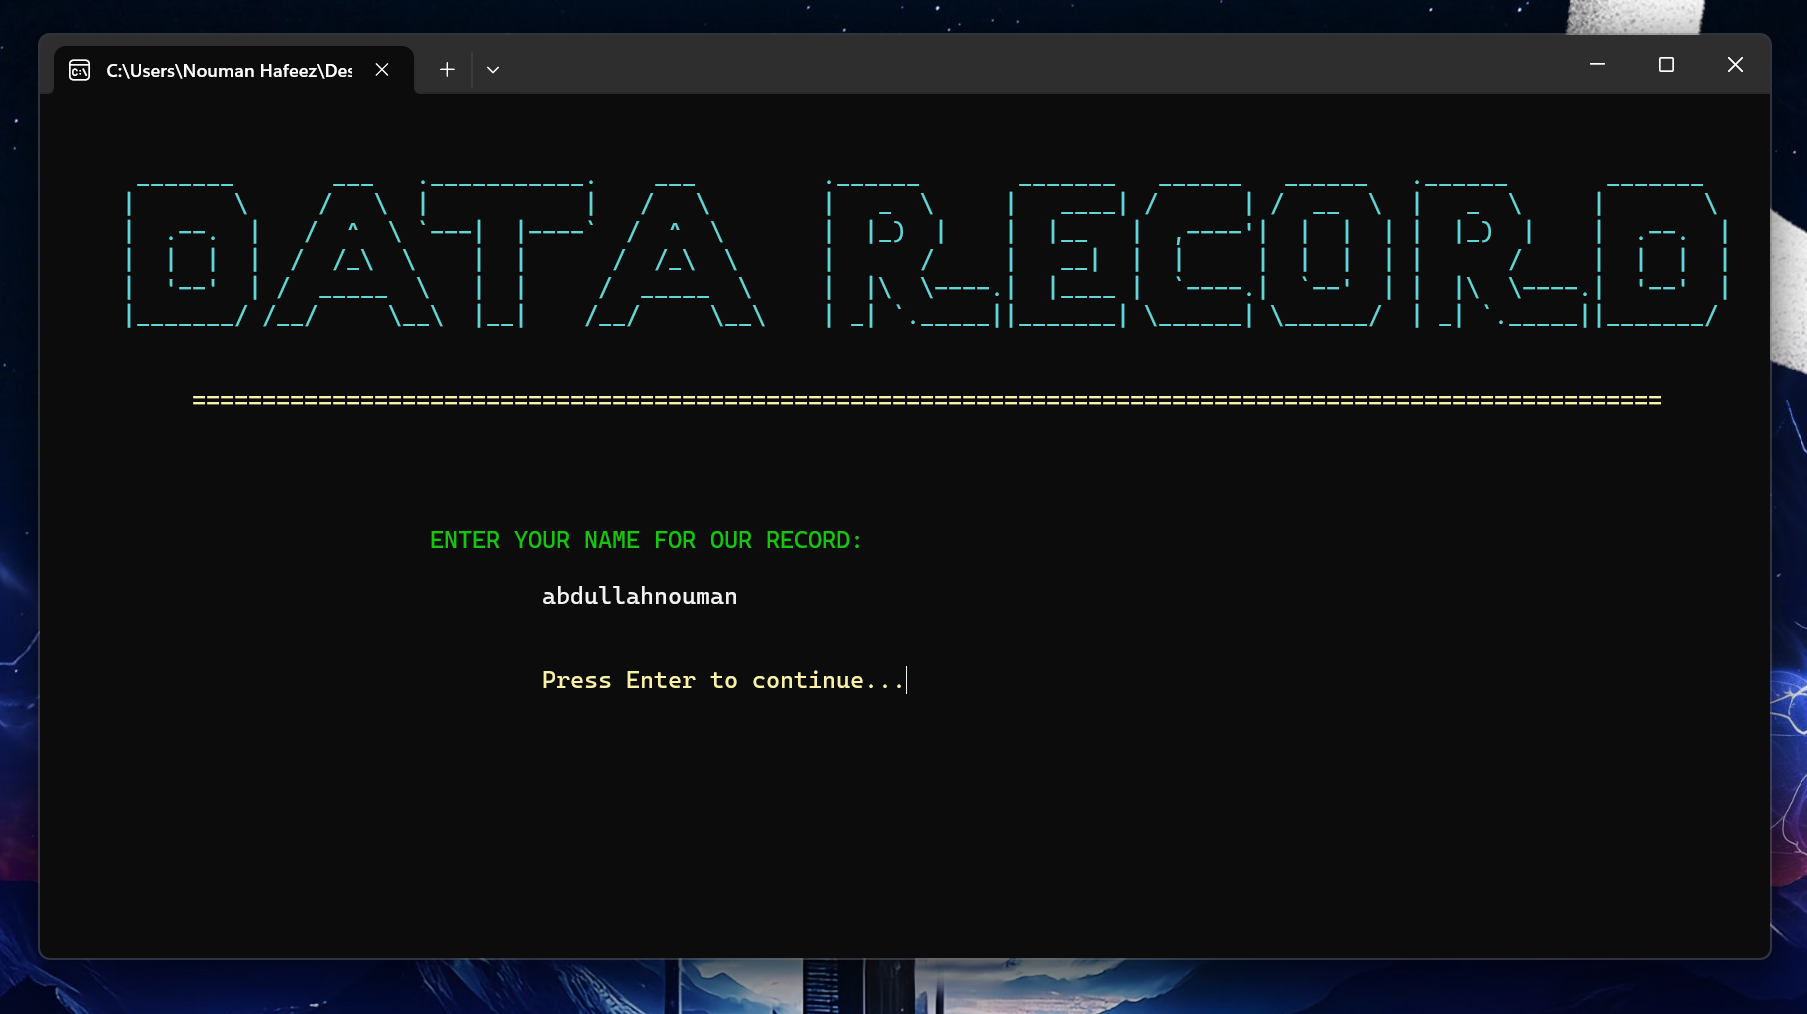 C:\Users\Nouman Hafeez\Des
DATA RECORD
=========================================================================================================
ENTER YOUR NAME FOR OUR RECORD:
abdullahnouman
Press Enter to continue...